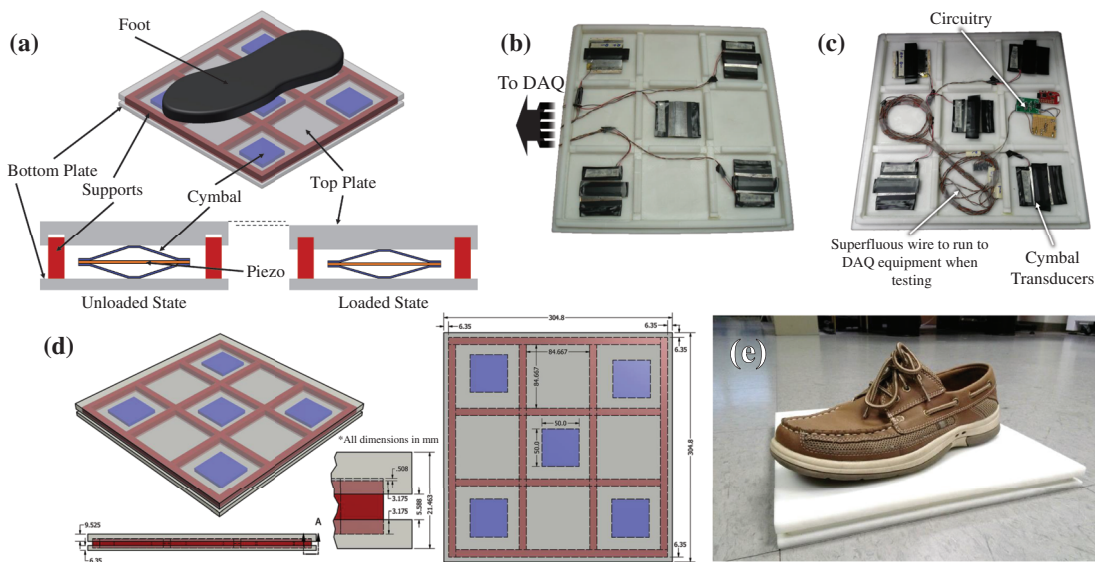 (a)
Foot
Bottom Plate
Supports
Cymbal
Top Plate
Piezo
Unloaded State
Loaded State
(b)
To DAQ
(c)
Circuitry
Superfluous wire to run to
DAQ equipment when
testing
Cymbal
Transducers
(d)
*All dimensions in mm
9.525
6.35
A
.508
3.175
3.175
5.588
21.463
304.8
6.35
6.35
6.35
84.667
84.667
50.0
50.0
304.8
6.35
(e)